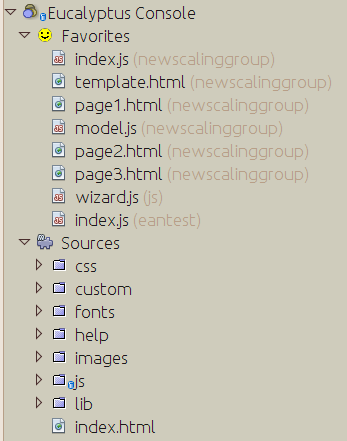 Eucalyptus Console
Favorites
index.js (newscalinggroup)
template.html (newscalinggroup)
page1.html (newscalinggroup)
model.js (newscalinggroup)
page2.html (newscalinggroup)
page3.html (newscalinggroup)
wizard.js (js)
index.js (eantest)
Sources
css
custom
fonts
help
images
js
lib
index.html